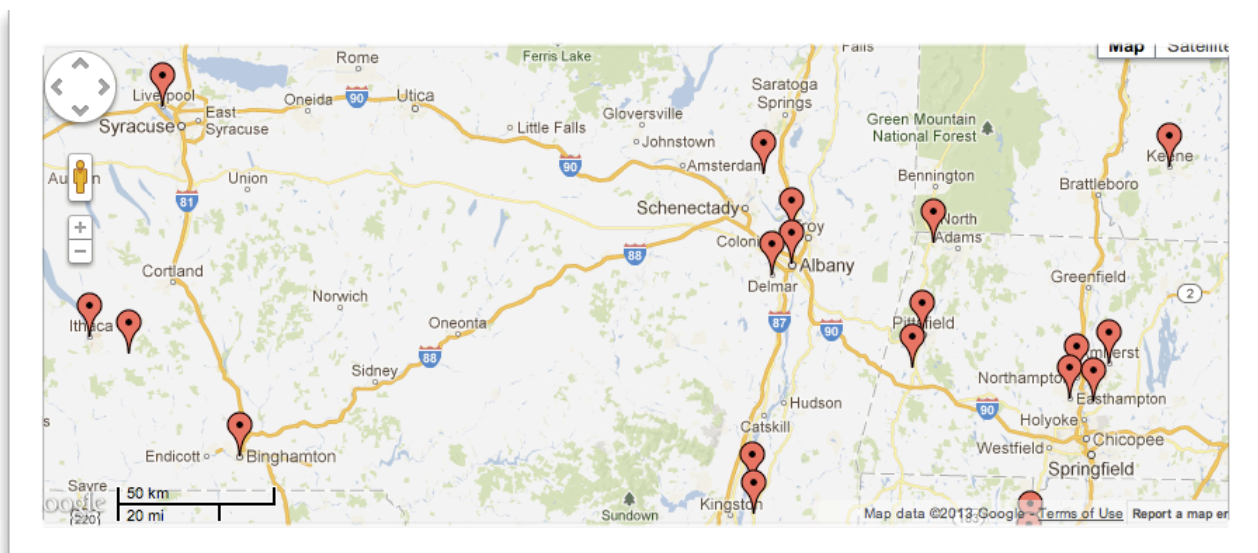 Falls
Map
Satellite
Rome
Ferris Lake
Liverpool
Oneida
90
Utica
Saratoga
Springs
East
Syracuse
Syracuse
Gloversville
Little Falls
Johnstown
Green Mountain
National Forest
90
Amsterdam
Keene
Union
Bennington
Brattleboro
81
Schenectady
North
Adams
Troy
Colonie
88
Albany
Cortland
Delmar
Greenfield
2
Norwich
Ithaca
Oneonta
87
90
Pittsfield
88
Amherst
Sidney
Northampton
Hudson
90
Easthampton
Catskill
Holyoke
Chicopee
Endicott
Binghamton
Westfield
Springfield
Savre
50 km
Kingston
20 mi
Sundown
Map data ©2013 Google - Terms of Use
Report a map er